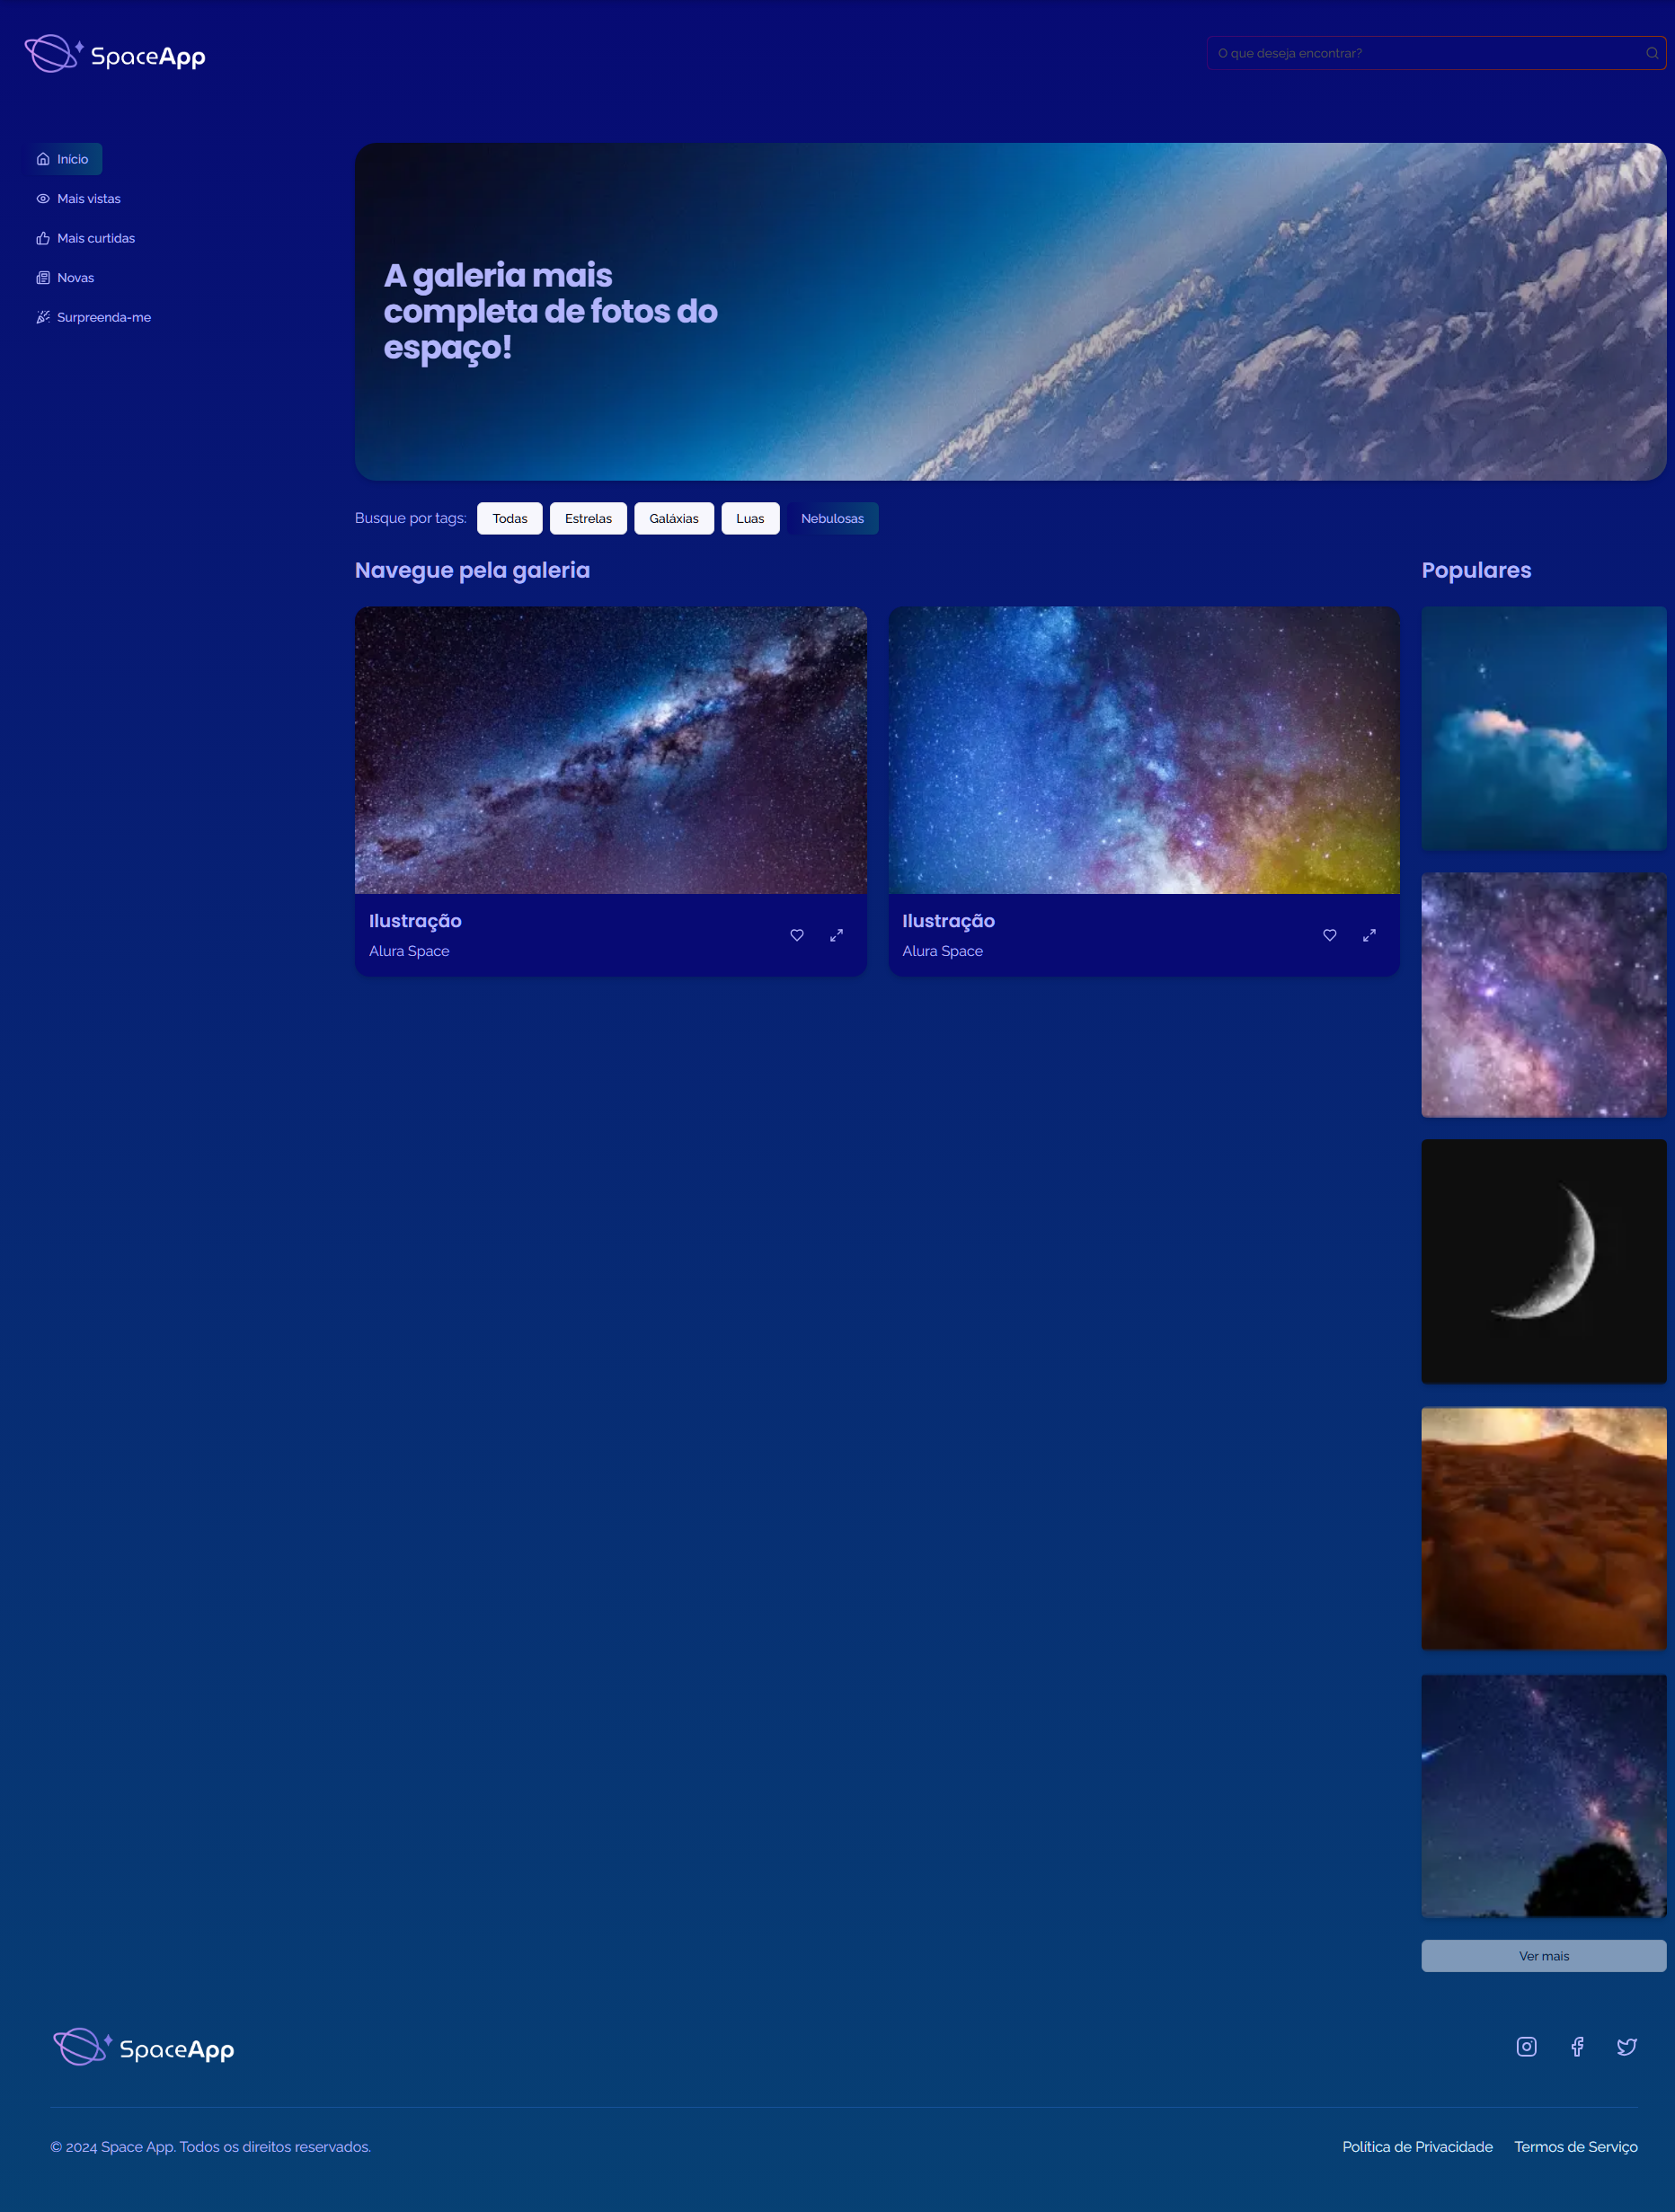 SpaceApp
O que deseja encontrar?
Início
Mais vistas
Mais curtidas
Novas
Surpreenda-me
A galeria mais
completa de fotos do
espaço!
Busque por tags:
Todas
Estrelas
Galáxias
Luas
Nebulosas
Navegue pela galeria
Populares
Ilustração
Alura Space
Ilustração
Alura Space
Ver mais
SpaceApp
© 2024 Space App. Todos os direitos reservados.
Política de Privacidade
Termos de Serviço